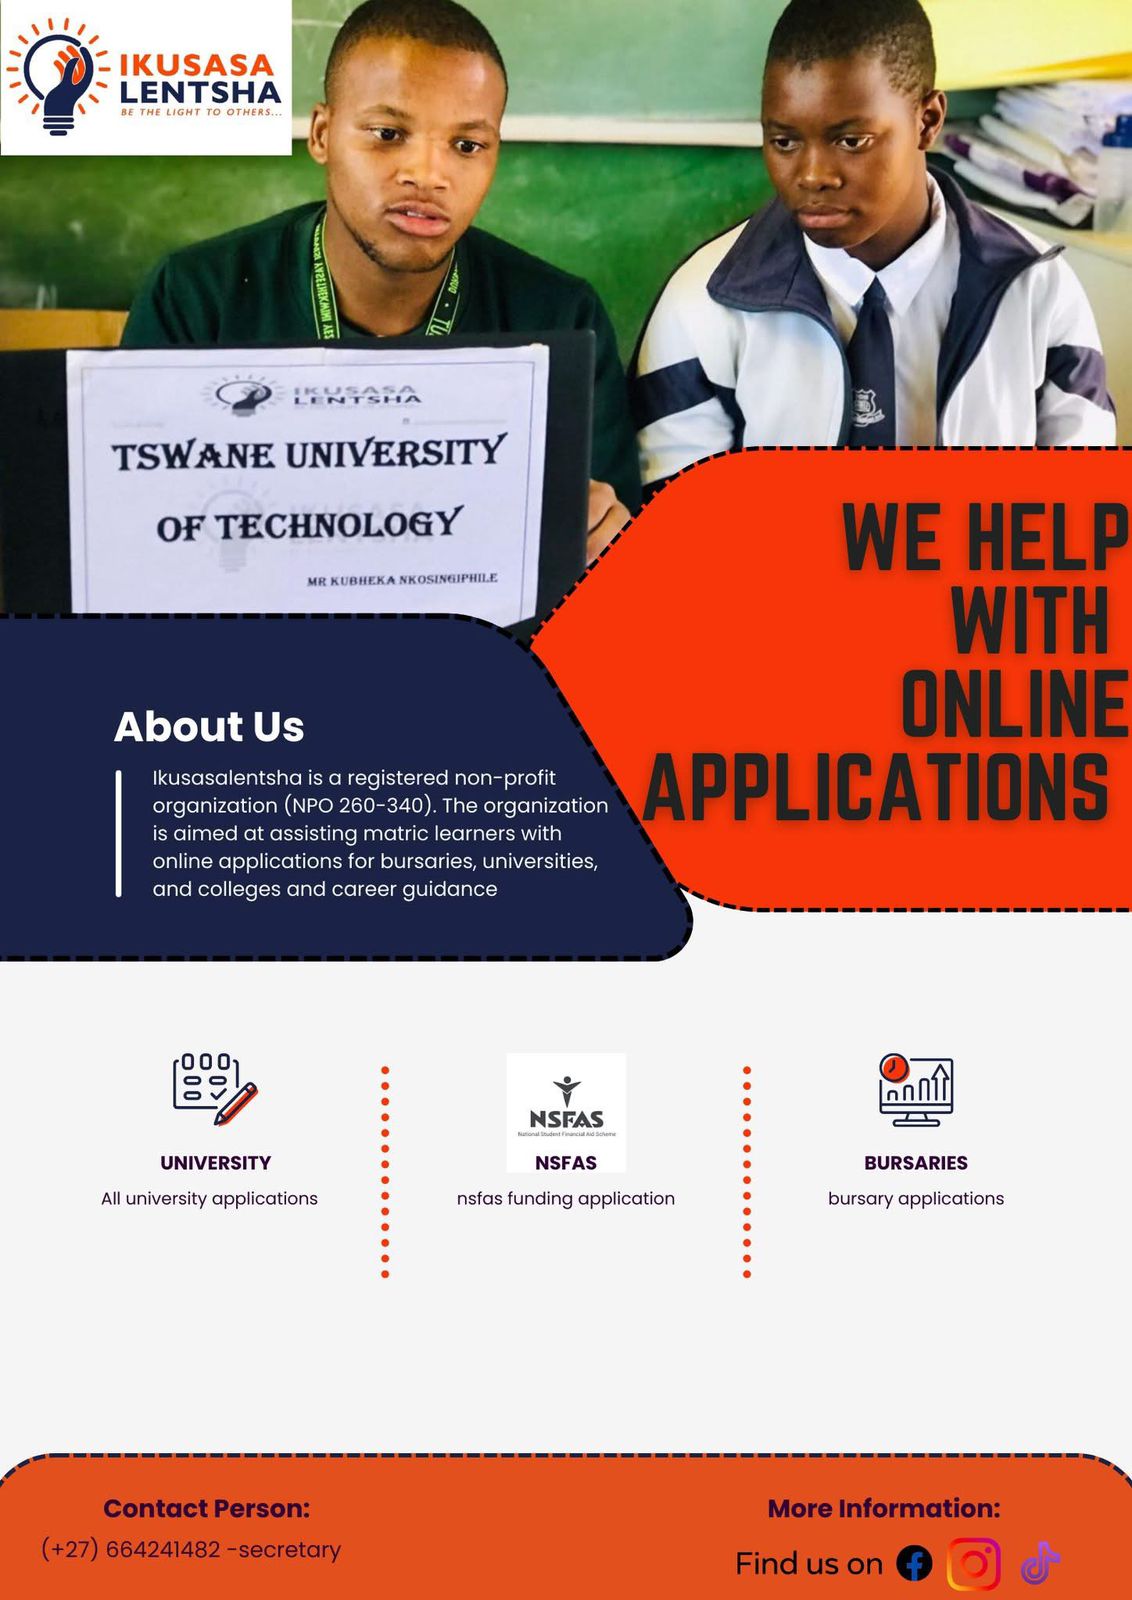 IKUSASA
LENTSHA
BE THE LIGHT TO OTHERS...
IKUSASA
LENTSHA
TSWANE UNIVERSITY
OF TECHNOLOGY
MR KUBHEKA NKOSINGIPHILE
WE HELP
WITH
ONLINE
APPLICATIONS
About Us
Ikusasalentsha is a registered non-profit
organization (NPO 260-340). The organization
is aimed at assisting matric learners with
online applications for bursaries, universities,
and colleges and career guidance
NSFAS
National Student Financial Aid Scheme
UNIVERSITY
NSFAS
BURSARIES
All university applications
nsfas funding application
bursary applications
Contact Person:
(+27) 664241482 -secretary
More Information:
Find us on